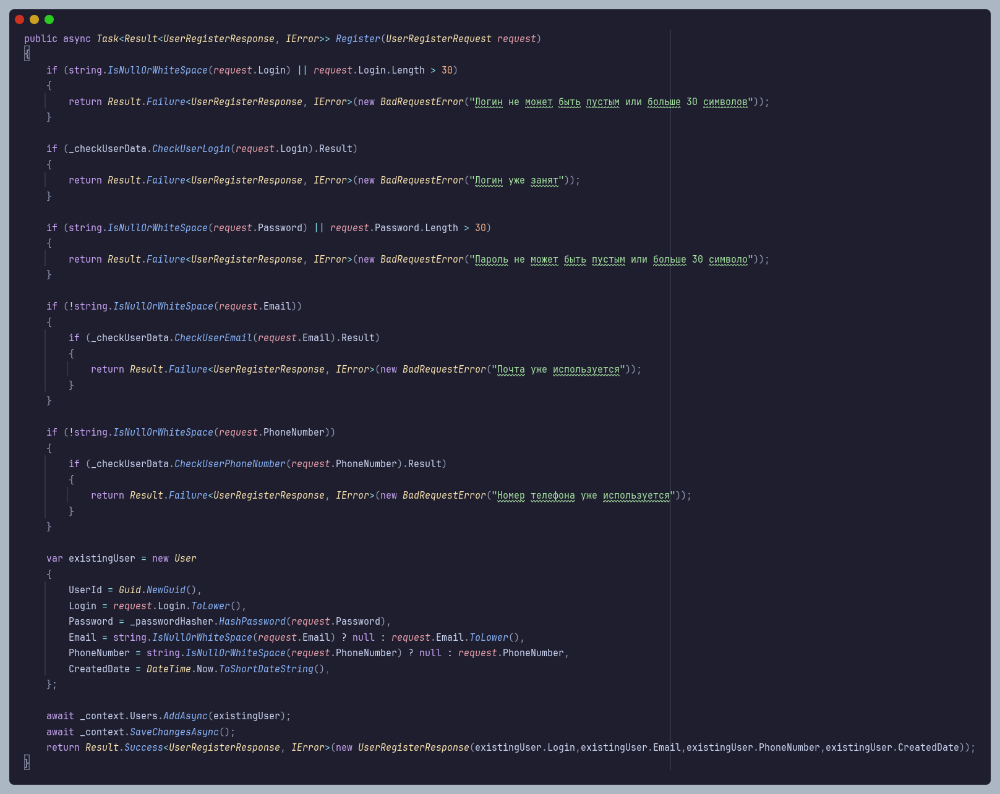 public async Task<Result<UserRegisterResponse, IError>> Register(UserRegisterRequest request)
{
    if (string.IsNullOrWhiteSpace(request.Login) || request.Login.Length > 30)
    {
        return Result.Failure<UserRegisterResponse, IError>(new BadRequestError("Логин не может быть пустым или больше 30 символов"));
    }

    if (_checkUserData.CheckUserLogin(request.Login).Result)
    {
        return Result.Failure<UserRegisterResponse, IError>(new BadRequestError("Логин уже занят"));
    }

    if (string.IsNullOrWhiteSpace(request.Password) || request.Password.Length > 30)
    {
        return Result.Failure<UserRegisterResponse, IError>(new BadRequestError("Пароль не может быть пустым или больше 30 символо"));
    }

    if (!string.IsNullOrWhiteSpace(request.Email))
    {
        if (_checkUserData.CheckUserEmail(request.Email).Result)
        {
            return Result.Failure<UserRegisterResponse, IError>(new BadRequestError("Почта уже используется"));
        }
    }

    if (!string.IsNullOrWhiteSpace(request.PhoneNumber))
    {
        if (_checkUserData.CheckUserPhoneNumber(request.PhoneNumber).Result)
        {
            return Result.Failure<UserRegisterResponse, IError>(new BadRequestError("Номер телефона уже используется"));
        }
    }

    var existingUser = new User
    {
        UserId = Guid.NewGuid(),
        Login = request.Login.ToLower(),
        Password = _passwordHasher.HashPassword(request.Password),
        Email = string.IsNullOrWhiteSpace(request.Email) ? null : request.Email.ToLower(),
        PhoneNumber = string.IsNullOrWhiteSpace(request.PhoneNumber) ? null : request.PhoneNumber,
        CreatedDate = DateTime.Now.ToShortDateString(),
    };

    await _context.Users.AddAsync(existingUser);
    await _context.SaveChangesAsync();
    return Result.Success<UserRegisterResponse, IError>(new UserRegisterResponse(existingUser.Login,existingUser.Email,existingUser.PhoneNumber,existingUser.CreatedDate));
}